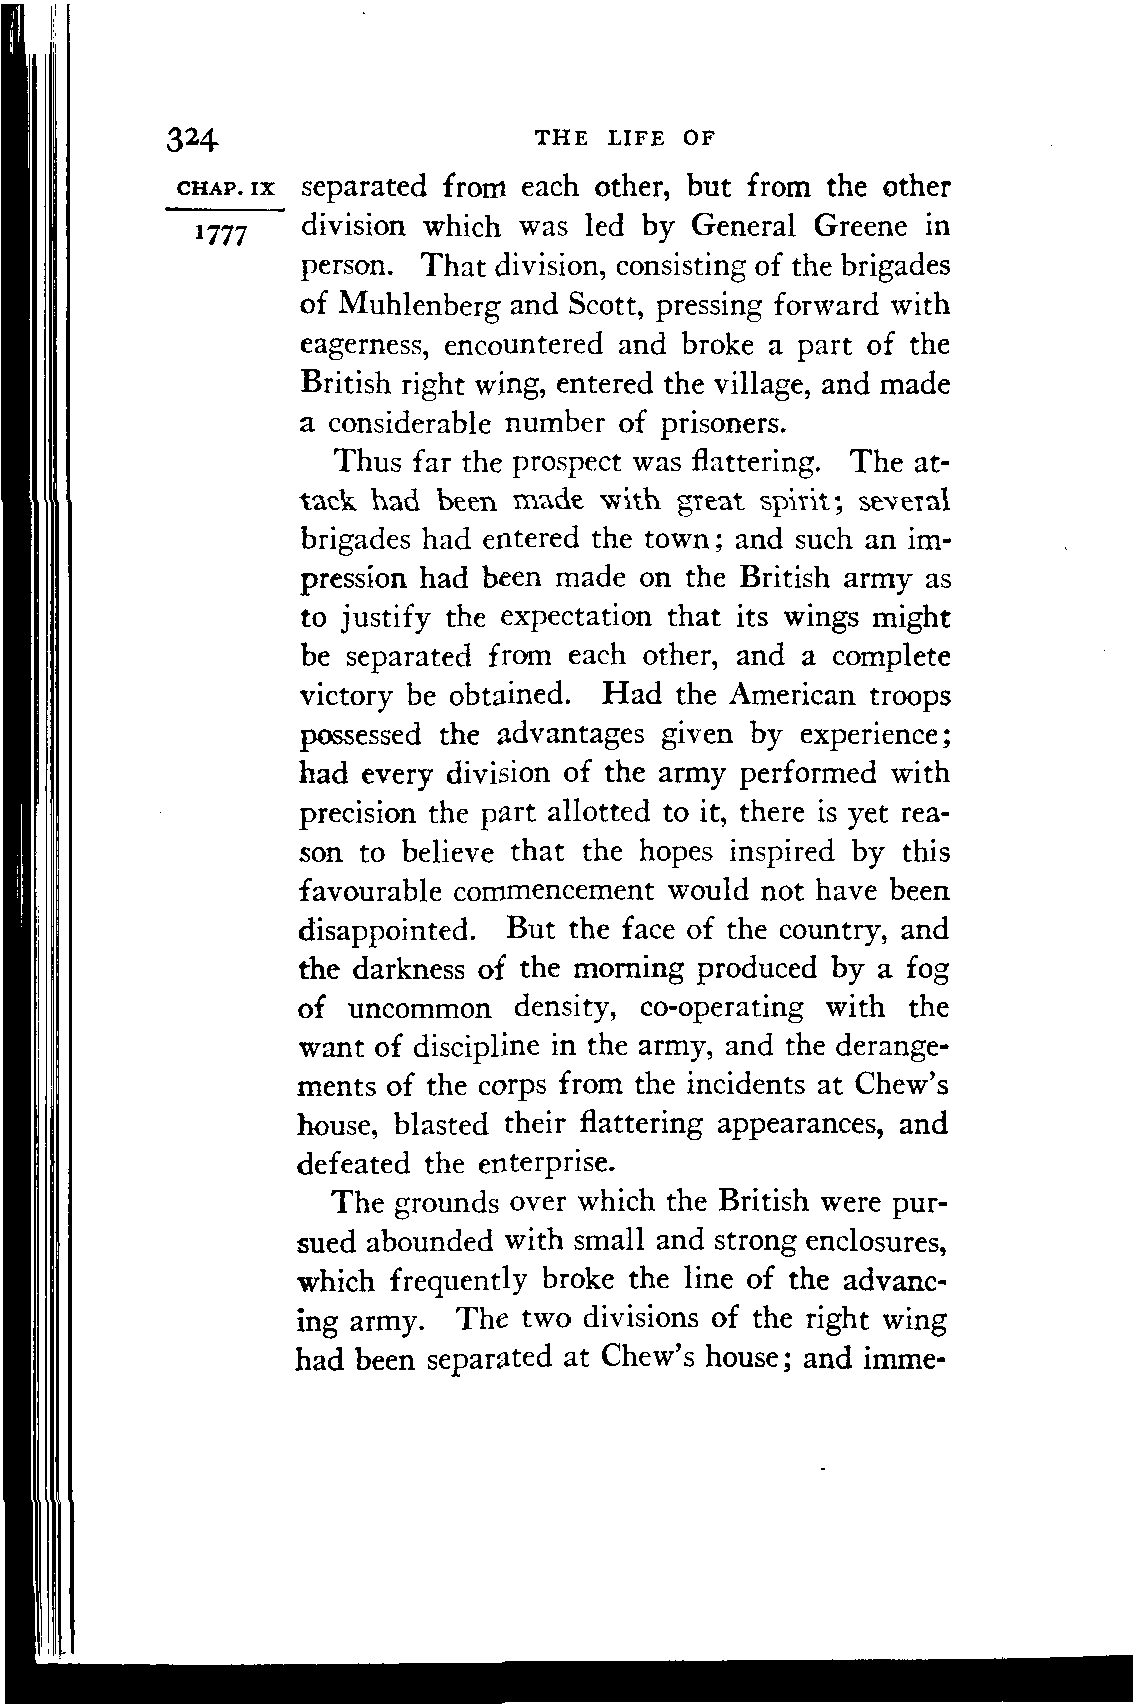 324 THE LIFE OF
CHAP. IX separated from each other, but from the other
1777 division which was led by General Greene in
person. That division, consisting of the brigades
of Muhlenberg and Scott, pressing forward with
eagerness, encountered and broke a part of the
British right wing, entered the village, and made
a considerable number of prisoners.
Thus far the prospect was flattering. The at-
tack had been made with great spirit; several
brigades had entered the town; and such an im-
pression had been made on the British army as
to justify the expectation that its wings might
be separated from each other, and a complete
victory be obtained. Had the American troops
possessed the advantages given by experience;
had every division of the army performed with
precision the part allotted to it, there is yet rea-
son to believe that the hopes inspired by this
favourable commencement would not have been
disappointed. But the face of the country, and
the darkness of the morning produced by a fog
of uncommon density, co-operating with the
want of discipline in the army, and the derange-
ments of the corps from the incidents at Chew's
house, blasted their flattering appearances, and
defeated the enterprise.
The grounds over which the British were pur-
sued abounded with small and strong enclosures,
which frequently broke the line of the advanc-
ing army. The two divisions of the right wing
had been separated at Chew's house; and imme-